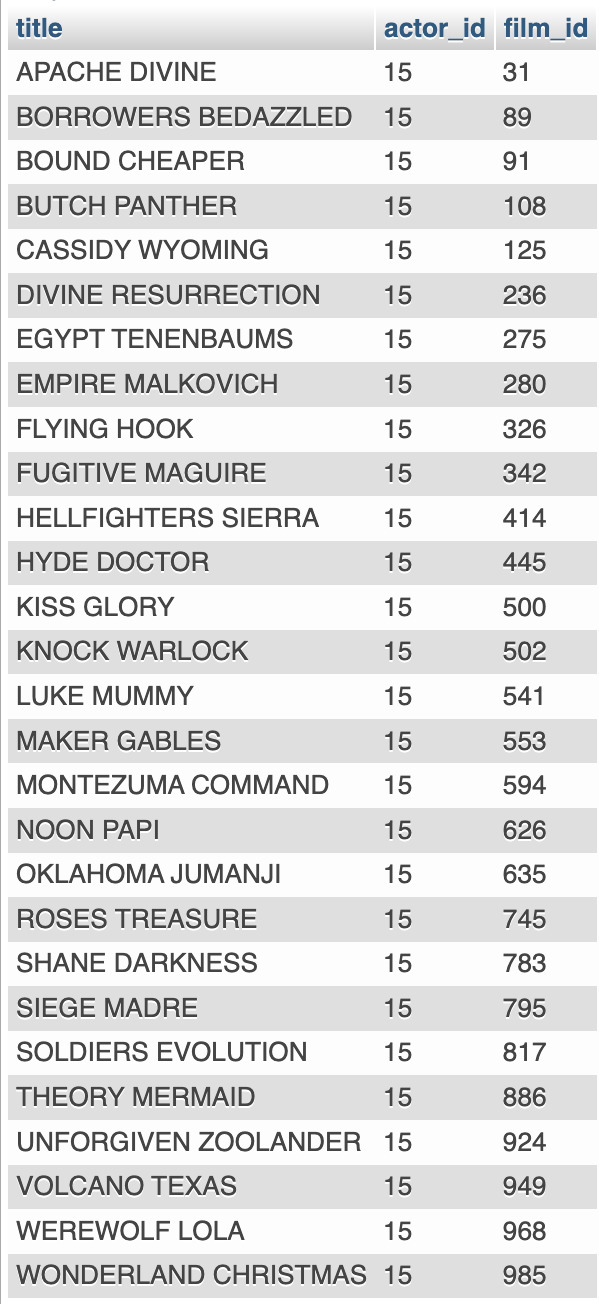 title actor_id film_id
APACHE DIVINE 15 31
BORROWERS BEDAZZLED 15 89
BOUND CHEAPER 15 91
BUTCH PANTHER 15 108
CASSIDY WYOMING 15 125
DIVINE RESURRECTION 15 236
EGYPT TENENBAUMS 15 275
EMPIRE MALKOVICH 15 280
FLYING HOOK 15 326
FUGITIVE MAGUIRE 15 342
HELLFIGHTERS SIERRA 15 414
HYDE DOCTOR 15 445
KISS GLORY 15 500
KNOCK WARLOCK 15 502
LUKE MUMMY 15 541
MAKER GABLES 15 553
MONTEZUMA COMMAND 15 594
NOON PAPI 15 626
OKLAHOMA JUMANJI 15 635
ROSES TREASURE 15 745
SHANE DARKNESS 15 783
SIEGE MADRE 15 795
SOLDIERS EVOLUTION 15 817
THEORY MERMAID 15 886
UNFORGIVEN ZOOLANDER 15 924
VOLCANO TEXAS 15 949
WEREWOLF LOLA 15 968
WONDERLAND CHRISTMAS 15 985